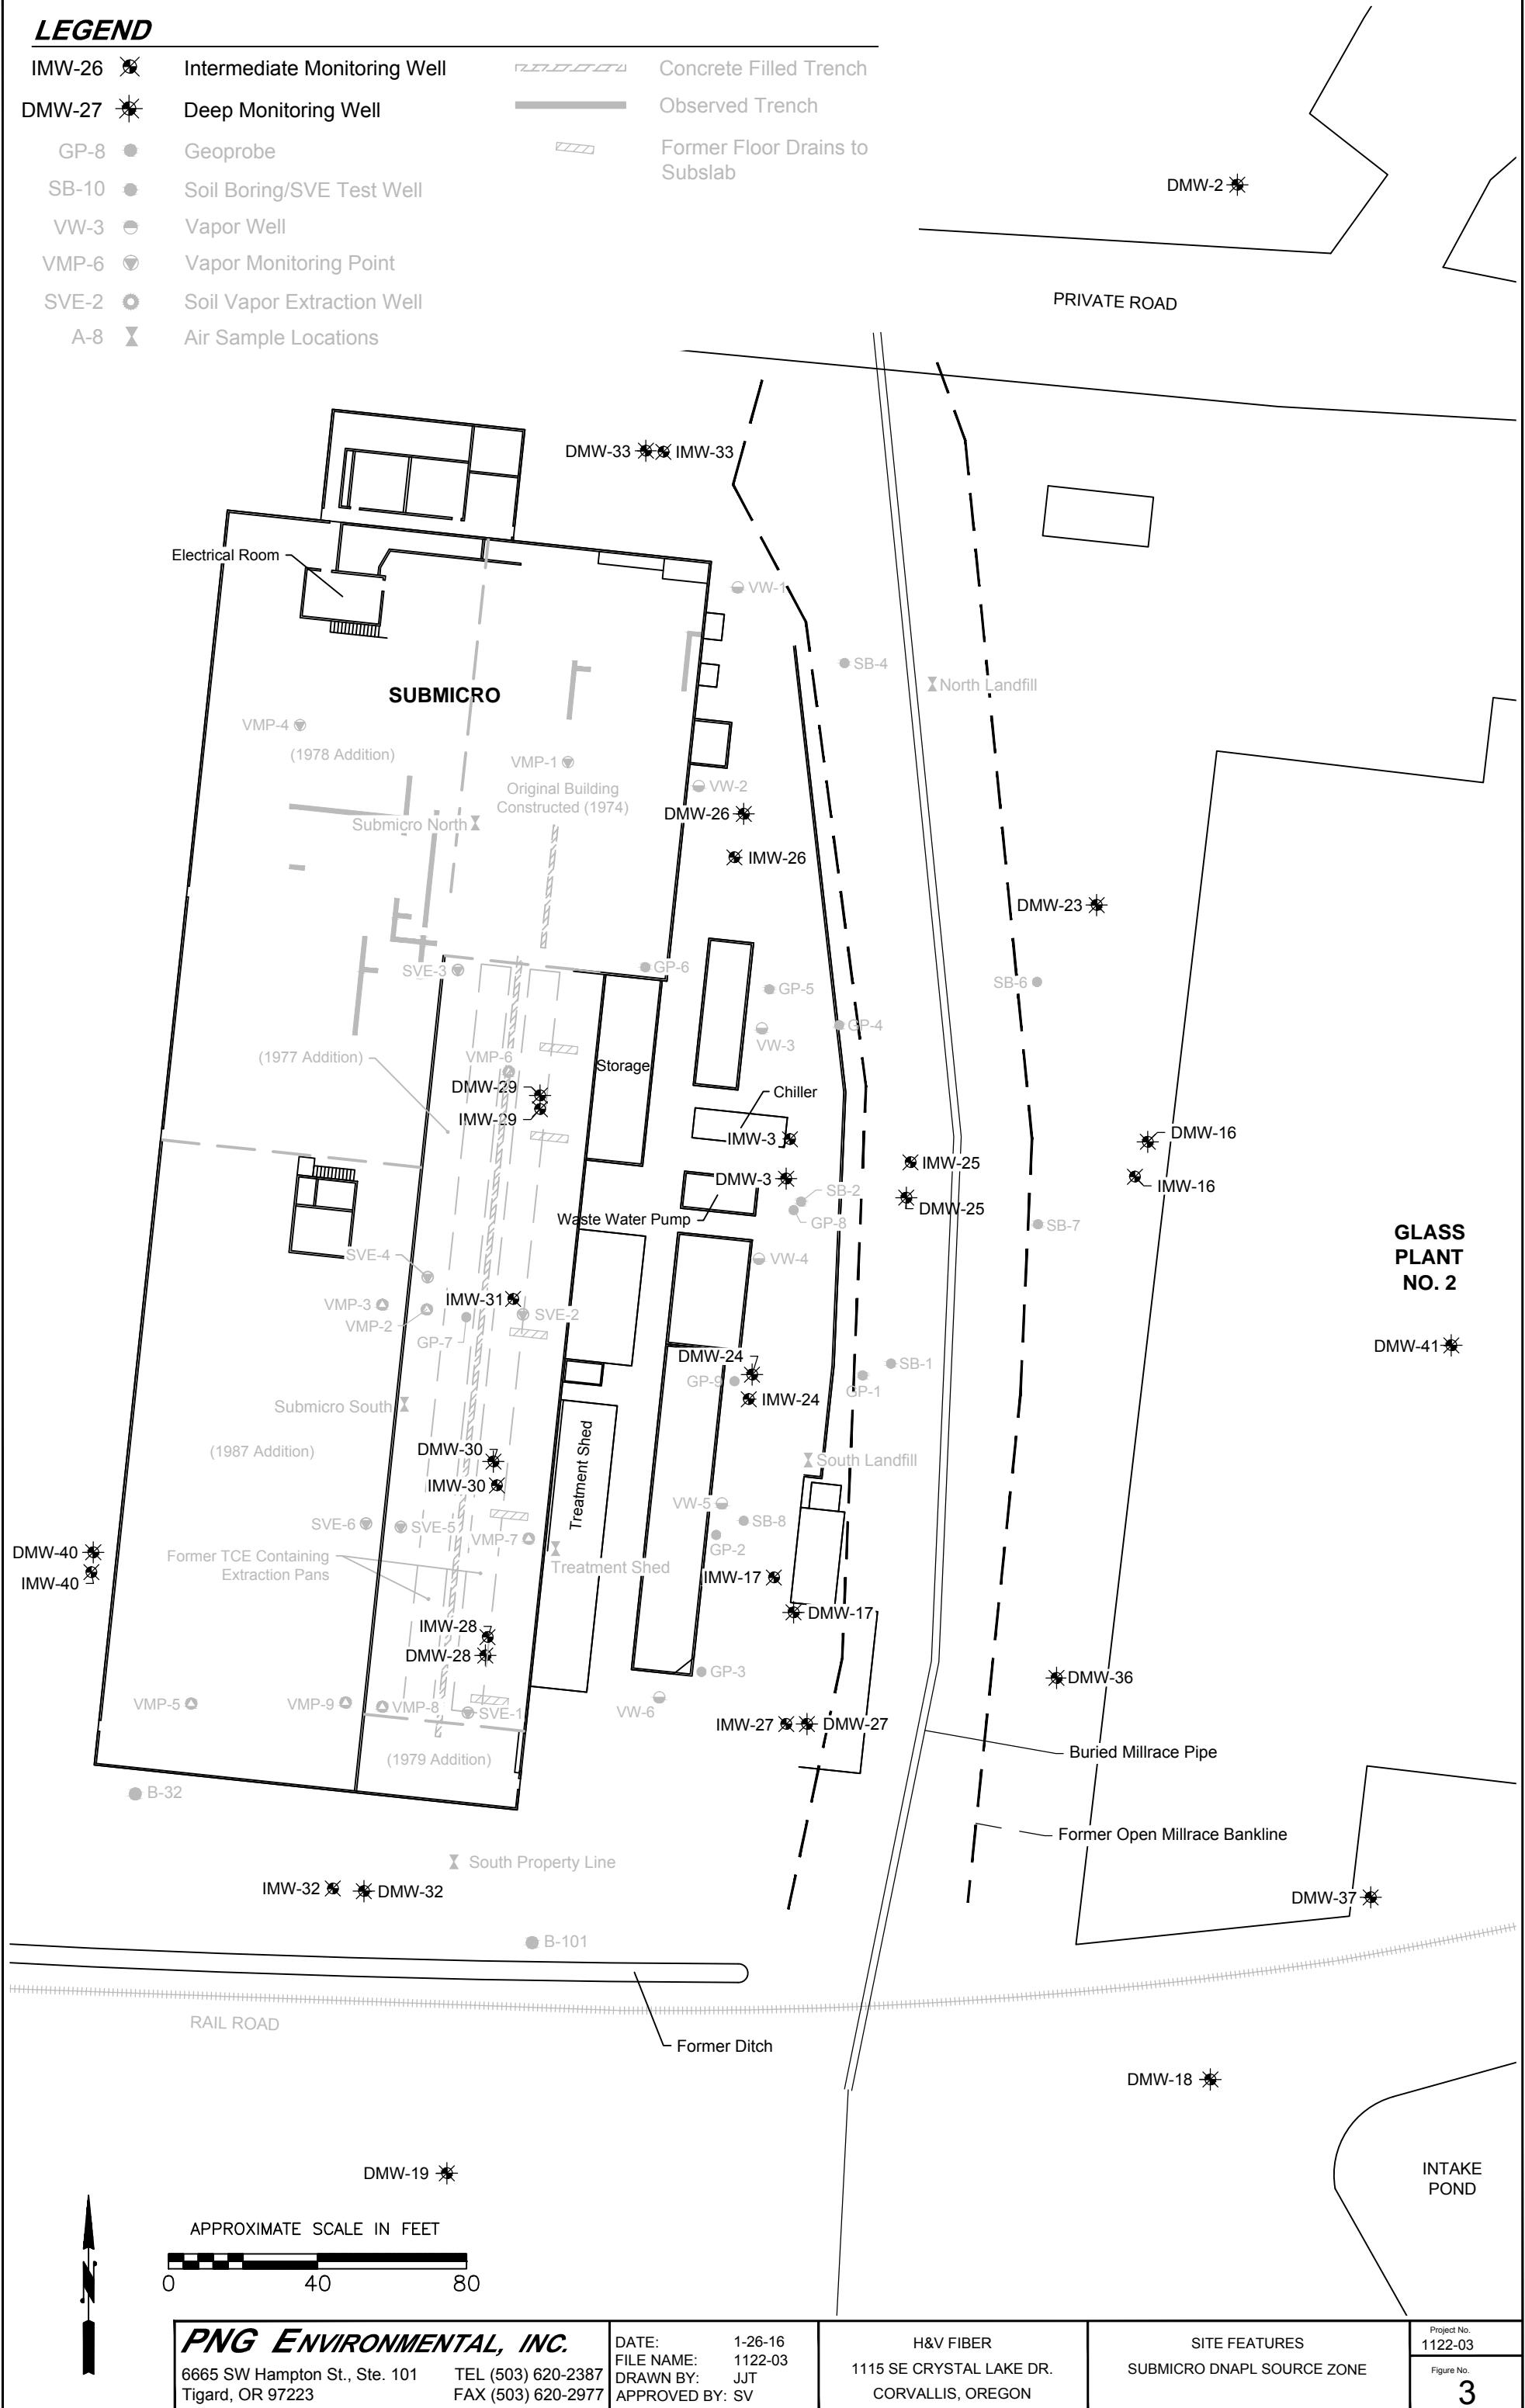 LEGEND
IMW-26 Intermediate Monitoring Well
DMW-27 Deep Monitoring Well
GP-8 Geoprobe
SB-10 Soil Boring/SVE Test Well
VW-3 Vapor Well
VMP-6 Vapor Monitoring Point
SVE-2 Soil Vapor Extraction Well
A-8 Air Sample Locations
Concrete Filled Trench
Observed Trench
Former Floor Drains to
Subslab
DMW-2
PRIVATE ROAD
DMW-33 IMW-33
Electrical Room
VW-1
SB-4
North Landfill
SUBMICRO
VMP-4
(1978 Addition)
VMP-1
Original Building
Constructed (1974)
VW-2
DMW-26
Submicro North
IMW-26
DMW-23
SVE-3
GP-6
GP-5
SB-6
GP-4
VW-3
(1977 Addition)
VMP-6
Storage
DMW-29
IMW-29
Chiller
IMW-3
DMW-16
IMW-25
DMW-3
IMW-16
SB-2
DMW-25
GP-8
Waste Water Pump
SB-7
GLASS
PLANT
NO. 2
SVE-4
VW-4
VMP-3
IMW-31
SVE-2
VMP-2
GP-7
DMW-41
DMW-24
SB-1
GP-9
GP-1
IMW-24
Submicro South
(1987 Addition)
DMW-30
Treatment Shed
South Landfill
IMW-30
VW-5
SVE-6
SVE-5
SB-8
VMP-7
GP-2
DMW-40
Former TCE Containing
Extraction Pans
Treatment Shed
IMW-40
IMW-17
DMW-17
IMW-28
DMW-28
GP-3
DMW-36
VMP-5
VMP-9
VMP-8
SVE-1
VW-6
IMW-27 DMW-27
(1979 Addition)
Buried Millrace Pipe
B-32
Former Open Millrace Bankline
South Property Line
IMW-32 DMW-32
DMW-37
B-101
RAIL ROAD
Former Ditch
DMW-18
DMW-19
INTAKE
POND
N
APPROXIMATE SCALE IN FEET
0 40 80
PNG ENVIRONMENTAL, INC.
6665 SW Hampton St., Ste. 101 TEL (503) 620-2387
Tigard, OR 97223 FAX (503) 620-2977
DATE: 1-26-16
FILE NAME: 1122-03
DRAWN BY: JJT
APPROVED BY: SV
H&V FIBER
1115 SE CRYSTAL LAKE DR.
CORVALLIS, OREGON
SITE FEATURES
SUBMICRO DNAPL SOURCE ZONE
Project No.
1122-03
Figure No.
3